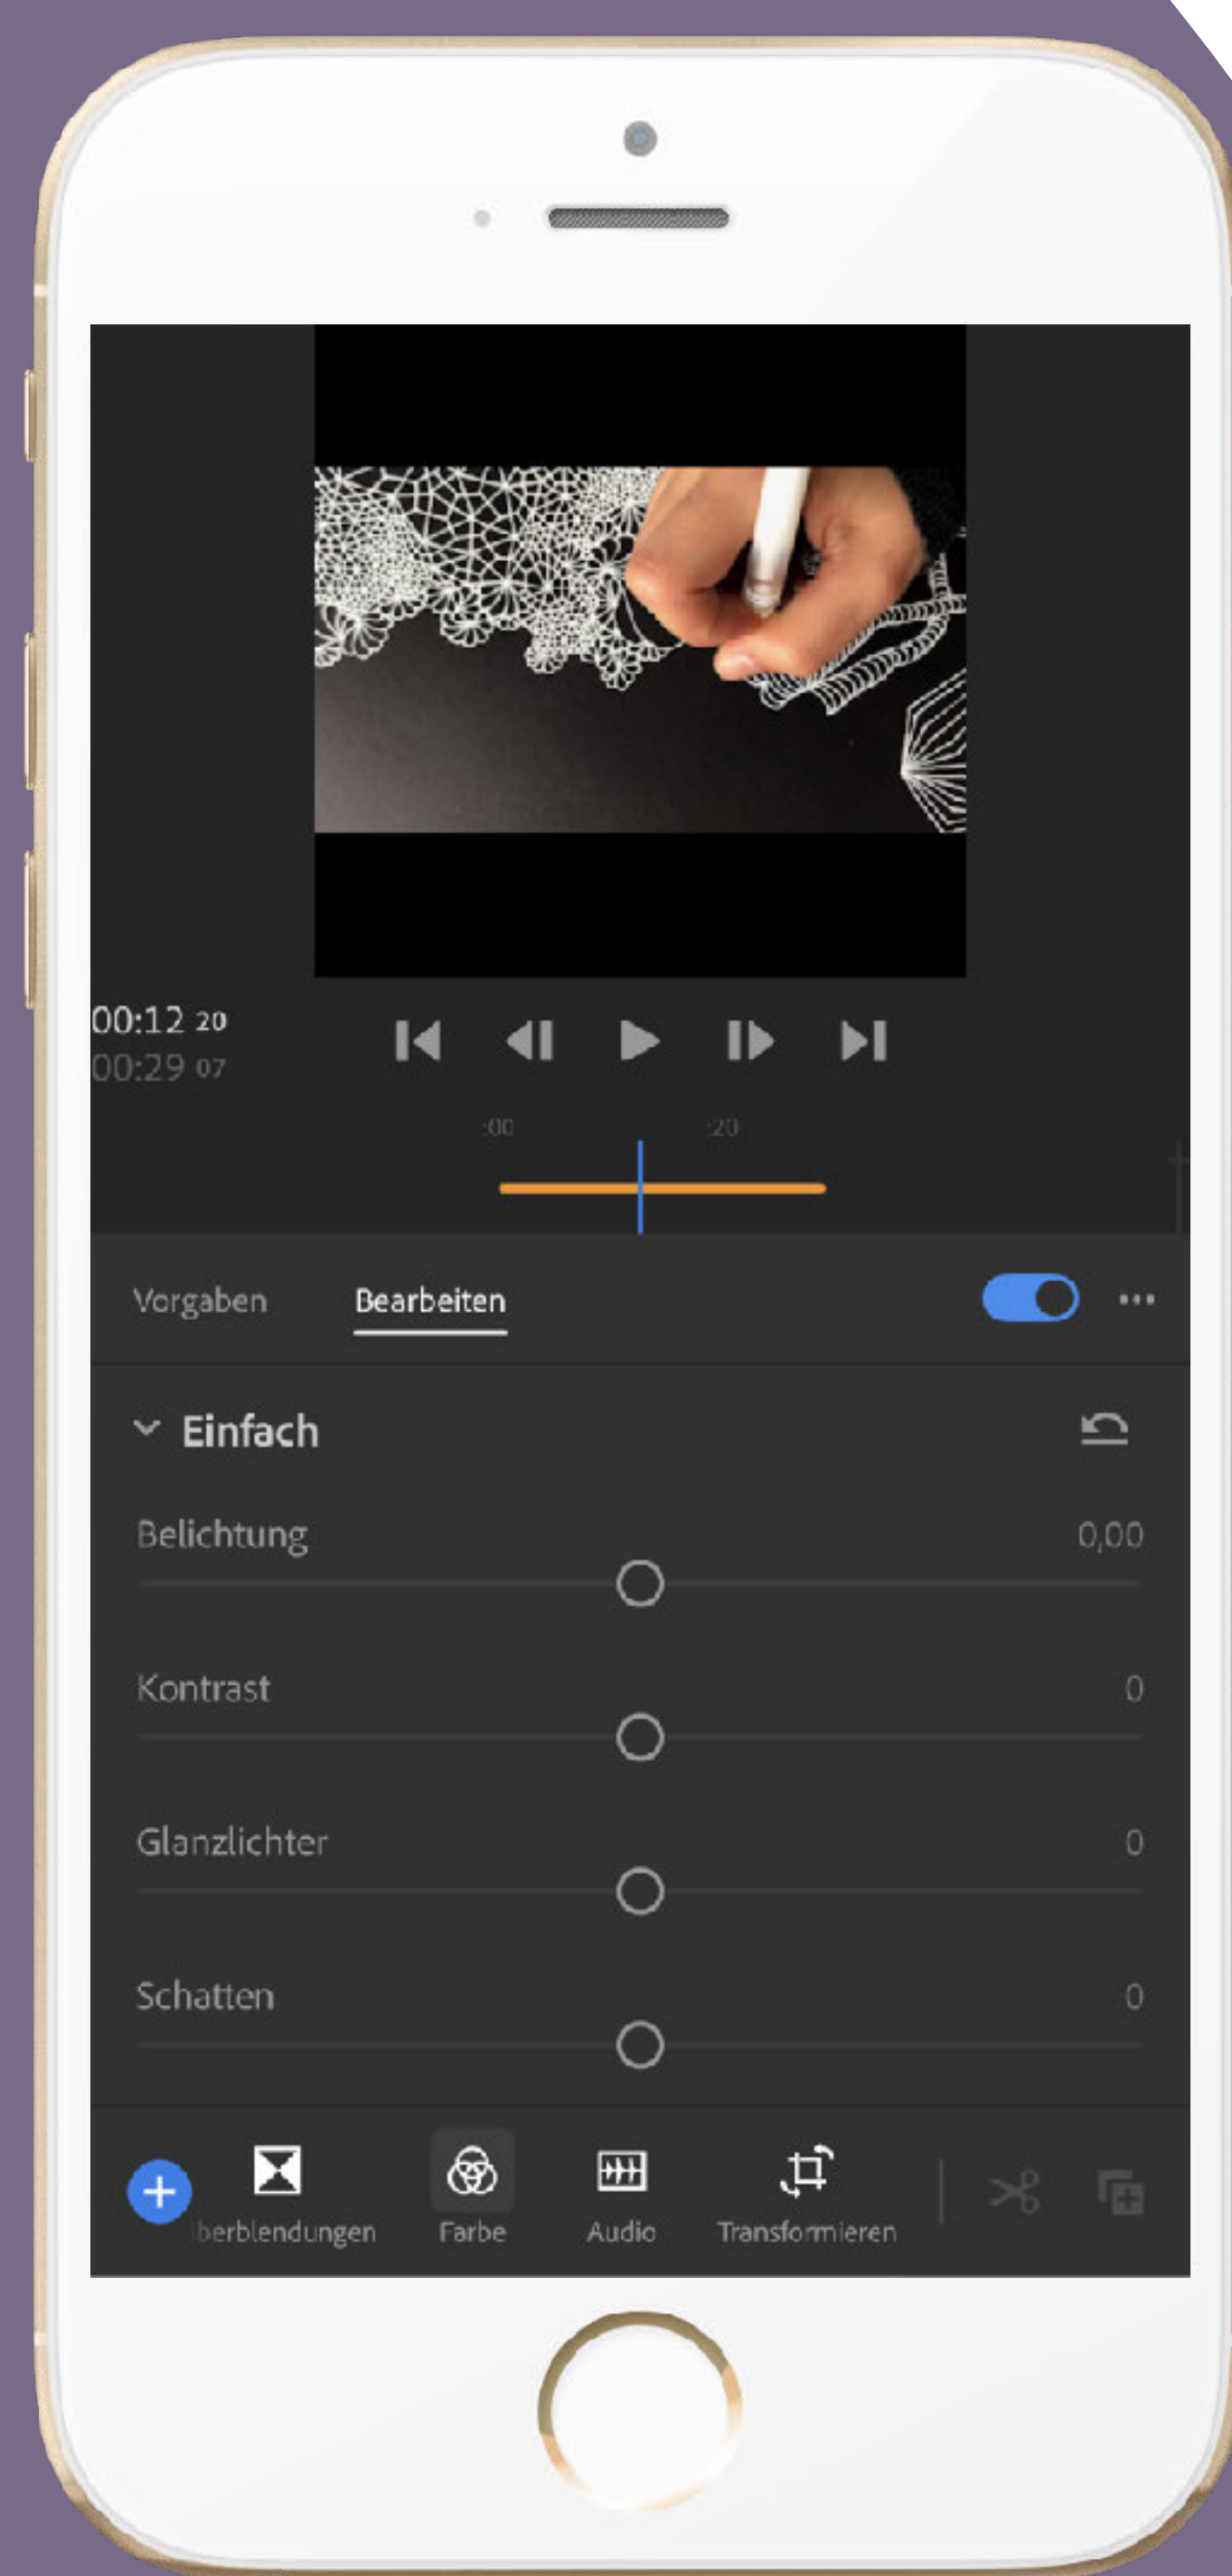 00:12 20
00:29 07
:00 :20
Vorgaben Bearbeiten
Einfach
Belichtung 0,00
Kontrast 0
Glanzlichter 0
Schatten 0
berblendungen Farbe Audio Transformieren